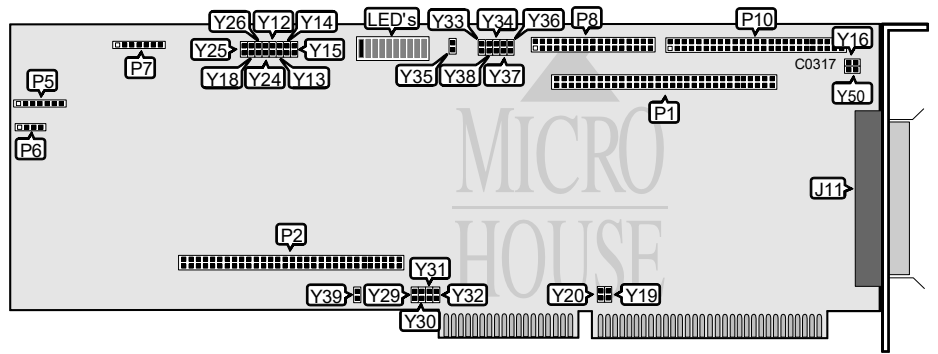 Y26 Y12 Y14 LED's Y33 Y34 Y36 P8 P10
Y25 Y15 Y16
P7 Y35 C0317
Y18 Y24 Y13 Y38 Y37 Y50
P5 P1
P6
MICRO
J11
HOUSE
P2
Y31
Y39 Y29 Y32 Y20 Y19
Y30